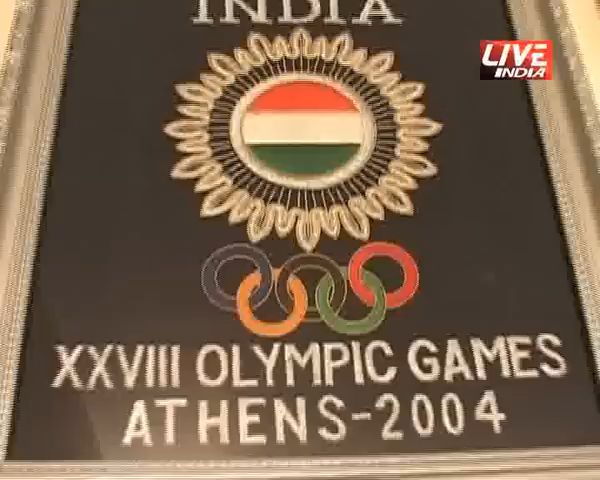 INDIA
LIVE
INDIA
XXVIII OLYMPIC GAMES
ATHENS-2004